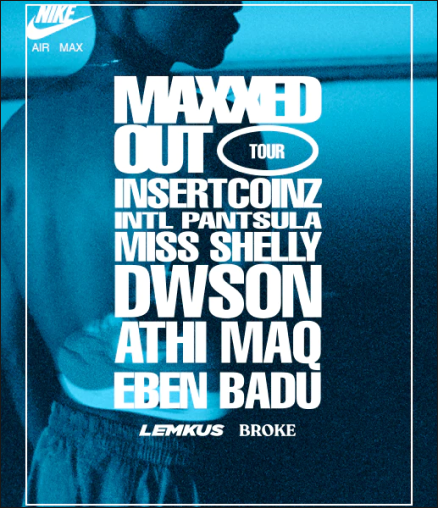 NIKE
AIR MAX
MAXXED
OUT TOUR
INSERTCOINZ
INTL PANTSULA
MISS SHELLY
DWSON
ATHI MAQ
EBEN BADU
LEMKUS BROKE